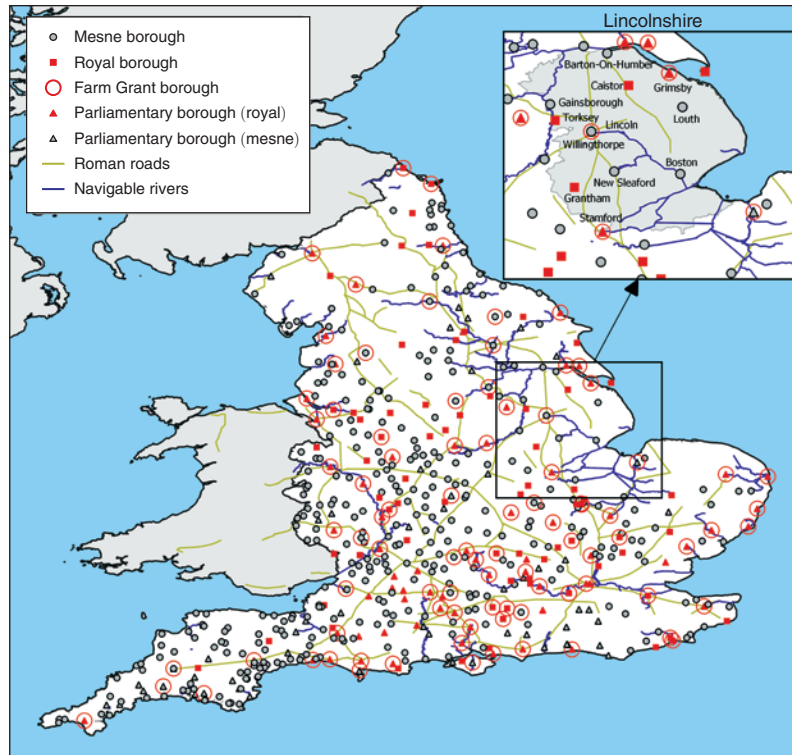 Lincolnshire
Mesne borough
Royal borough
Farm Grant borough
Parliamentary borough (royal)
Parliamentary borough (mesne)
Roman roads
Navigable rivers
Barton-On-Humber
Caistor
Grimsby
Gainsborough
Louth
Torksey
Lincoln
Willingthorpe
Boston
New Sleaford
Grantham
Stamford